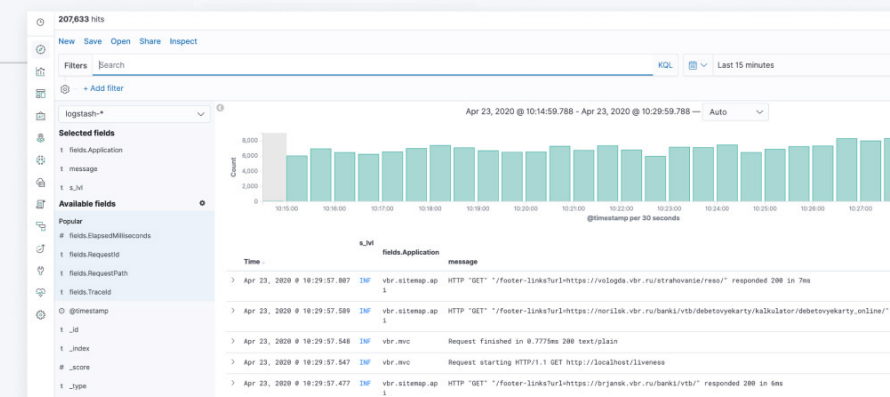 207,633 hits
New Save Open Share Inspect
Filters Search KQL Last 15 minutes
+ Add filter
logstash-*
Apr 23, 2020 @ 10:14:59.788 - Apr 23, 2020 @ 10:29:59.788 — Auto
Selected fields
t fields.Application
t message
t s_lvl
Available fields
Popular
# fields.ElapsedMilliseconds
t fields.RequestId
t fields.RequestPath
t fields.TraceId
@timestamp
t _id
t _index
# _score
t _type
Count
8,000
6,000
4,000
2,000
0
10:15:00 10:16:00 10:17:00 10:18:00 10:19:00 10:20:00 10:21:00 10:22:00 10:23:00 10:24:00 10:25:00 10:26:00 10:27:00
@timestamp per 30 seconds
Time s_lvl fields.Application message
> Apr 23, 2020 @ 10:29:57.807 INF vbr.sitemap.ap HTTP "GET" "/footer-links?url=https://vologda.vbr.ru/strahovanie/reso/" responded 200 in 7ms
i
> Apr 23, 2020 @ 10:29:57.589 INF vbr.sitemap.ap HTTP "GET" "/footer-links?url=https://norilsk.vbr.ru/banki/vtb/debetovyekarty/kalkulator/debetovyekarty_online/"
i
> Apr 23, 2020 @ 10:29:57.548 INF vbr.mvc Request finished in 0.7775ms 200 text/plain
> Apr 23, 2020 @ 10:29:57.547 INF vbr.mvc Request starting HTTP/1.1 GET http://localhost/liveness
> Apr 23, 2020 @ 10:29:57.477 INF vbr.sitemap.ap HTTP "GET" "/footer-links?url=https://brjansk.vbr.ru/banki/vtb/" responded 200 in 6ms
i